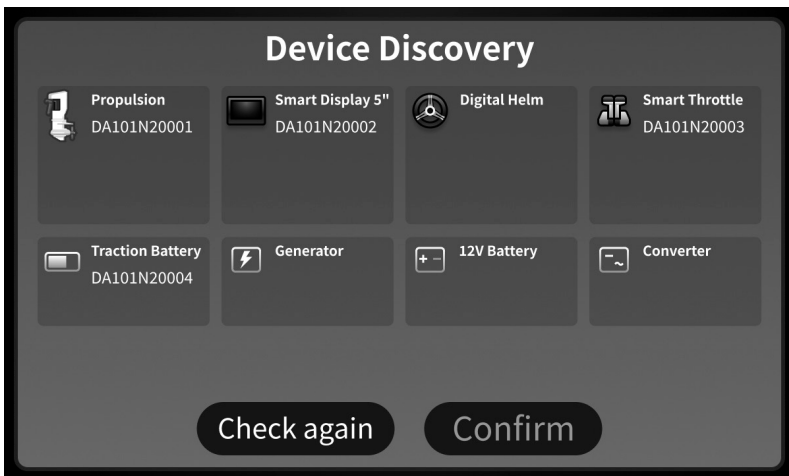 Device Discovery
Propulsion
DA101N20001
Smart Display 5"
DA101N20002
Digital Helm
Smart Throttle
DA101N20003
Traction Battery
DA101N20004
Generator
12V Battery
Converter
Check again
Confirm